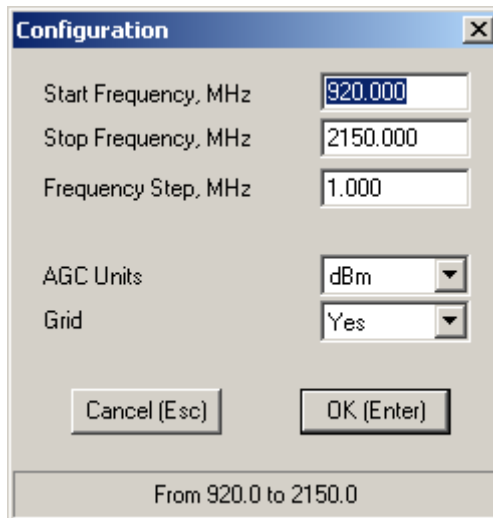 Configuration
Start Frequency, MHz 920.000
Stop Frequency, MHz 2150.000
Frequency Step, MHz 1.000
AGC Units dBm
Grid Yes
Cancel (Esc) OK (Enter)
From 920.0 to 2150.0